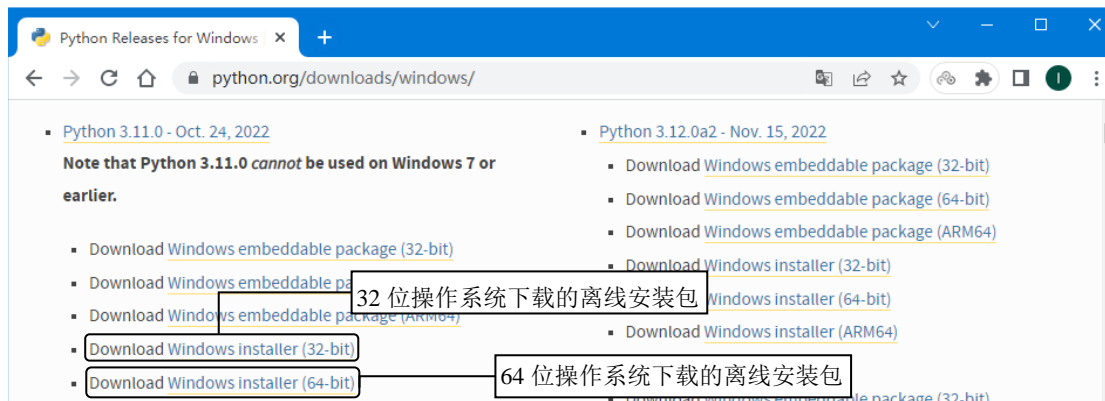 Python Releases for Windows
python.org/downloads/windows/
Python 3.11.0 - Oct. 24, 2022
Note that Python 3.11.0 cannot be used on Windows 7 or
earlier.
Download Windows embeddable package (32-bit)
Download Windows embeddable
Download Windows embeddable package (ARM64)
Download Windows installer (32-bit)
Download Windows installer (64-bit)
32 位操作系统下载的离线安装包
64 位操作系统下载的离线安装包
Python 3.12.0a2 - Nov. 15, 2022
Download Windows embeddable package (32-bit)
Download Windows embeddable package (64-bit)
Download Windows embeddable package (ARM64)
Download Windows installer (32-bit)
Windows installer (64-bit)
Download Windows installer (ARM64)
Windows embeddable package (32-bit)
I